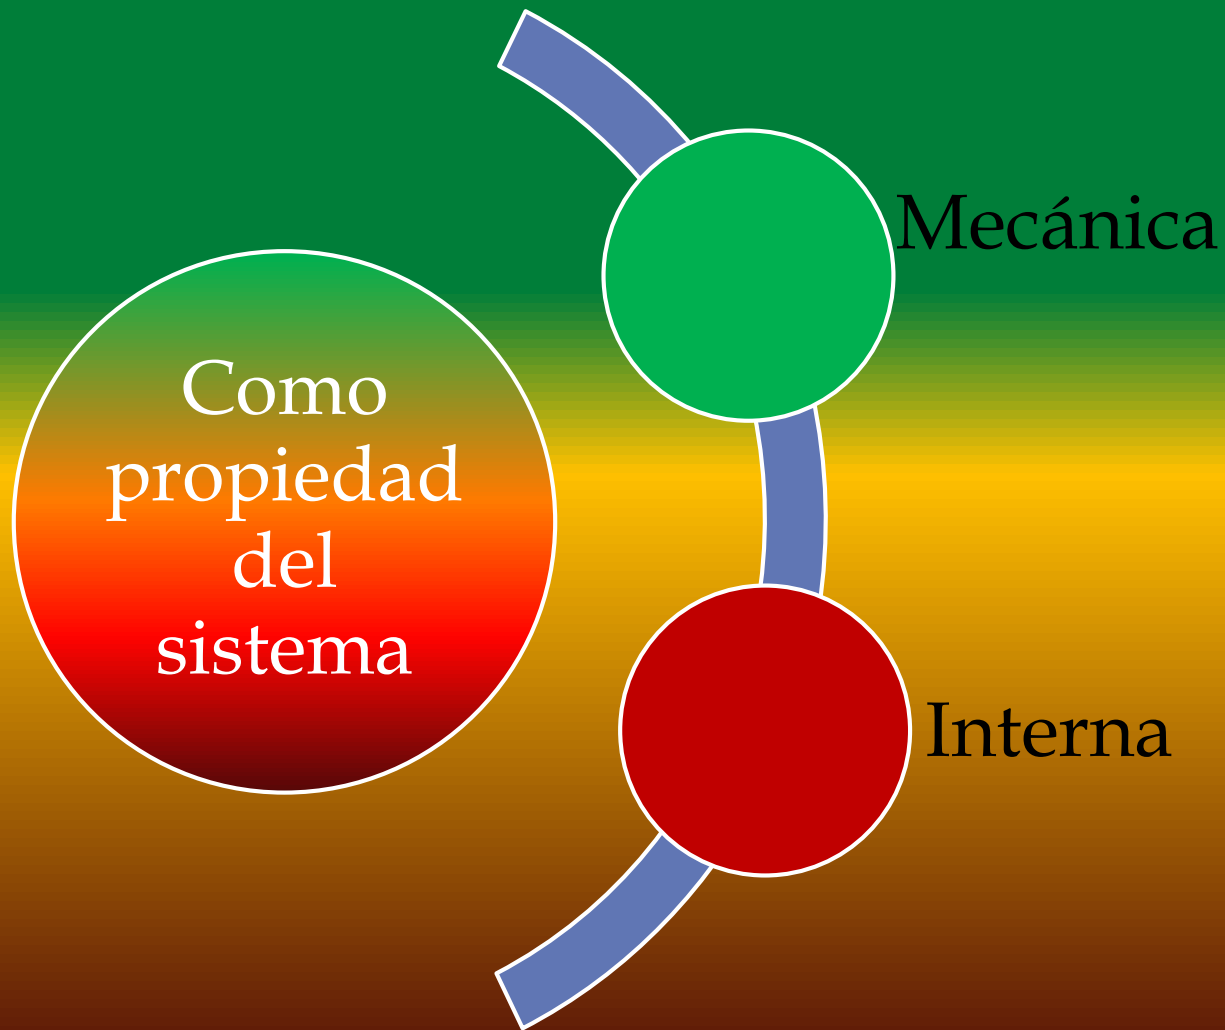 Como
propiedad
del
sistema
Mecánica
Interna